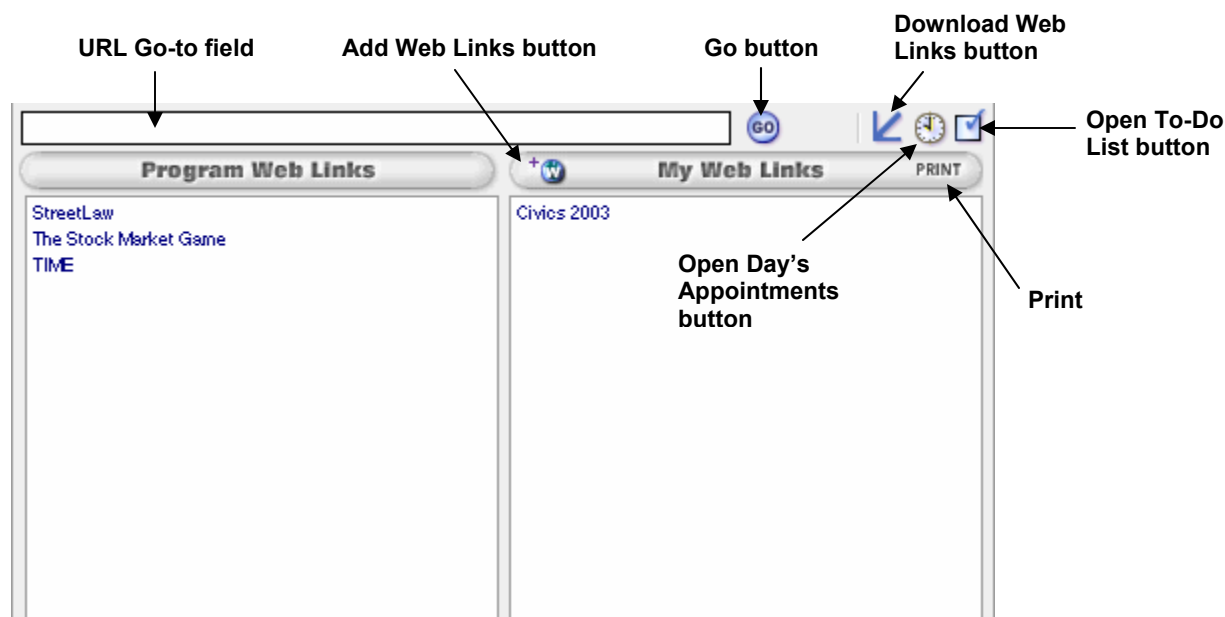 Download Web
Links button
URL Go-to field
Add Web Links button
Go button
GO
Open To-Do
List button
Program Web Links
+W
My Web Links
PRINT
StreetLaw
The Stock Market Game
TIME
Civics 2003
Open Day's
Appointments
button
Print